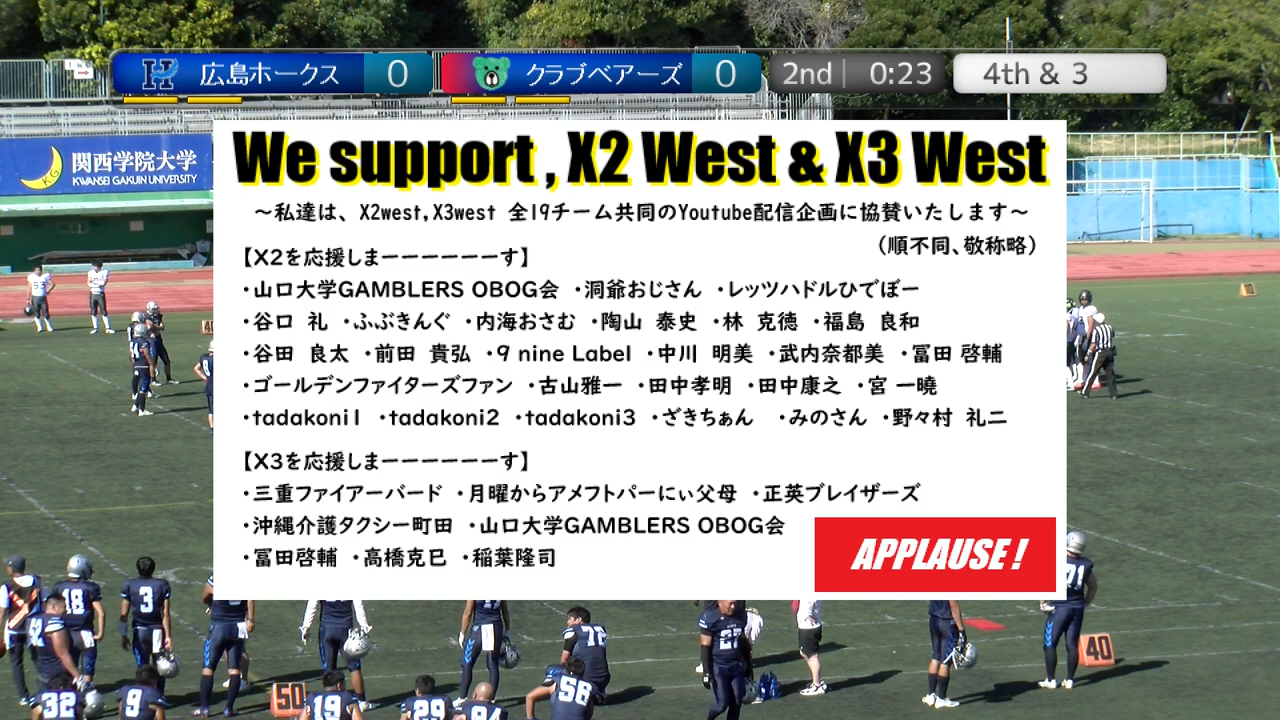 広島ホークス 0 クラブベアーズ 0 2nd 0:23 4th & 3
関西学院大学
KWANSEI GAKUIN UNIVERSITY
We support , X2 West & X3 West
～私達は、X2west,X3west 全19チーム共同のYoutube配信企画に協賛いたします～
（順不同、敬称略）
【X2を応援しまーーーーーーす】
・山口大学GAMBLERS OBOG会 ・洞爺おじさん ・レッツハドルひでぼー
・谷口 礼 ・ふぶきんぐ ・内海おさむ ・陶山 泰史 ・林 克徳 ・福島 良和
・谷田 良太 ・前田 貴弘 ・9 nine Label ・中川 明美 ・武内奈都美 ・冨田 啓輔
・ゴールデンファイターズファン ・古山雅一 ・田中孝明 ・田中康之 ・宮 一曉
・tadakoni1 ・tadakoni2 ・tadakoni3 ・ざきちぁん ・みのさん ・野々村 礼二
【X3を応援しまーーーーーーす】
・三重ファイアーバード ・月曜からアメフトバーにぃ父母 ・正英ブレイザーズ
・沖縄介護タクシー町田 ・山口大学GAMBLERS OBOG会
・冨田啓輔 ・高橋克巳 ・稲葉隆司
APPLAUSE!
18
3
72
27
91
40
56
32
9
50
19
29